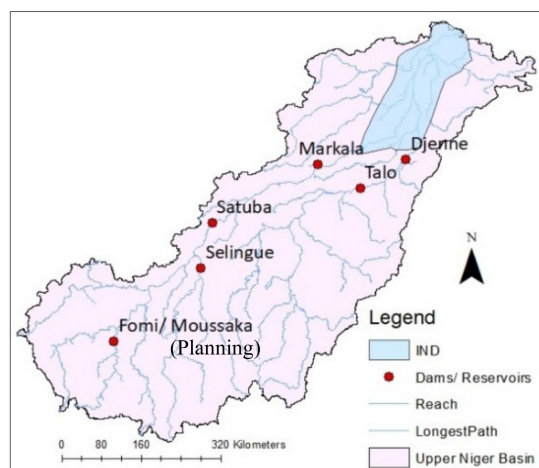 Djenne
Markala
Talo
Satuba
Selingue
N
Fomi/ Moussaka
(Planning)
Legend
IND
Dams/ Reservoirs
Reach
LongestPath
Upper Niger Basin
0 80 160 320 Kilometers